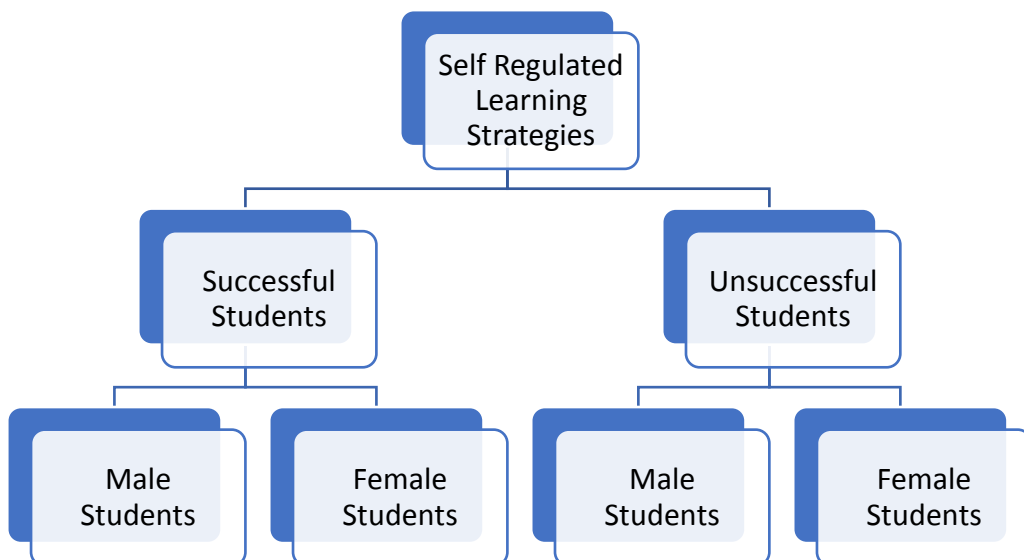 Self Regulated
Learning
Strategies
Successful
Students
Unsuccessful
Students
Male
Students
Female
Students
Male
Students
Female
Students